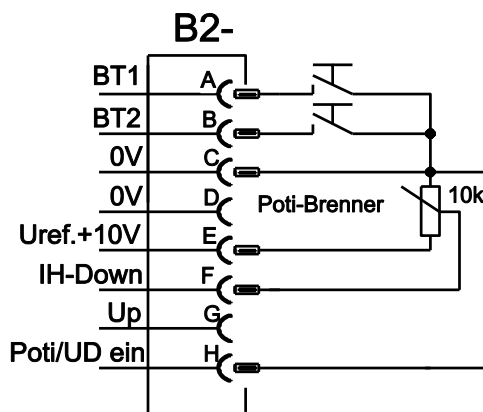 B2-
BT1 A
BT2 B
0V C
0V D
Poti-Brenner 10k
Uref.+10V E
IH-Down F
Up G
Poti/UD ein H